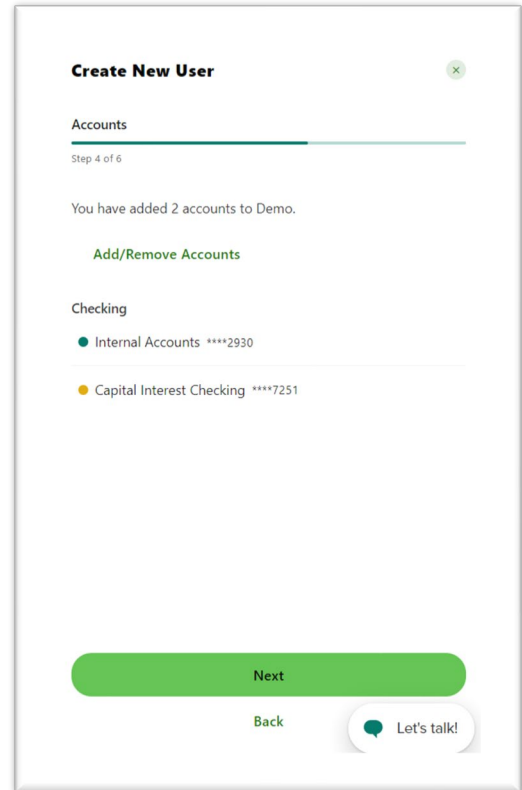 Create New User
×
Accounts
Step 4 of 6
You have added 2 accounts to Demo.
Add/Remove Accounts
Checking
Internal Accounts ****2930
Capital Interest Checking ****7251
Next
Back
Let's talk!